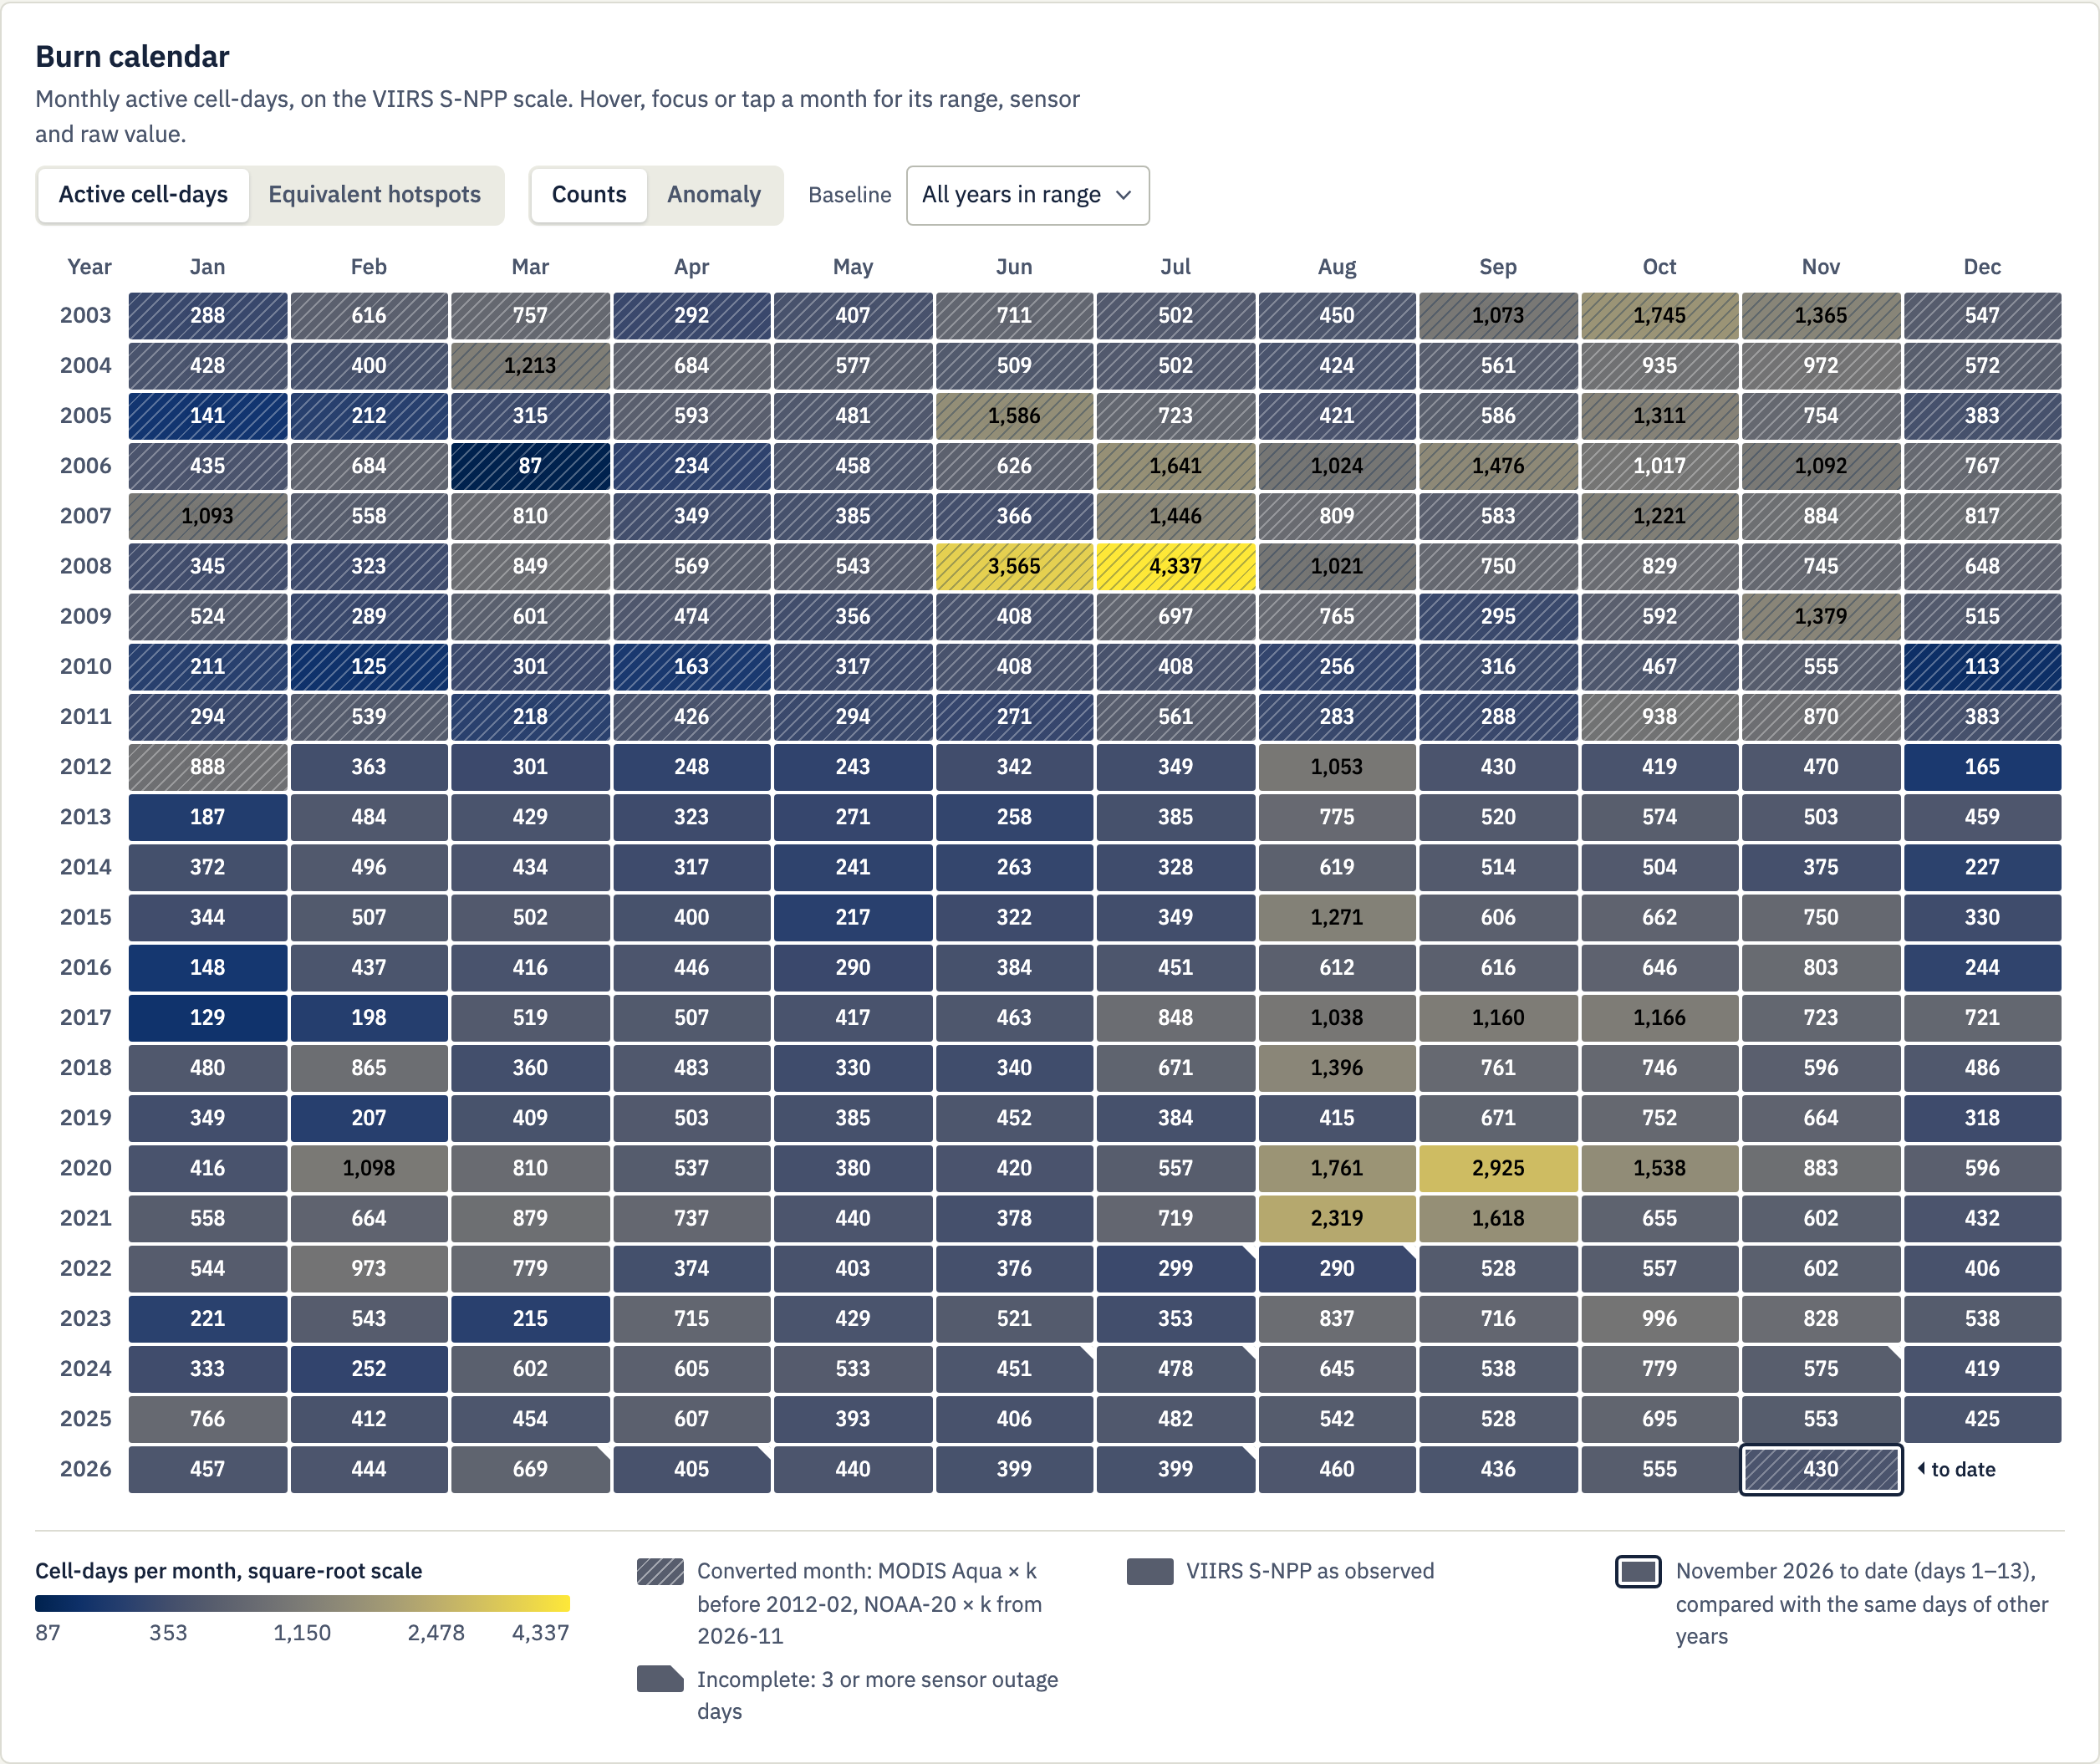 Burn calendar
Monthly active cell-days, on the VIIRS S-NPP scale. Hover, focus or tap a month for its range, sensor
and raw value.
Active cell-days Equivalent hotspots Counts Anomaly Baseline All years in range
Year Jan Feb Mar Apr May Jun Jul Aug Sep Oct Nov Dec
2003 288 616 757 292 407 711 502 450 1,073 1,745 1,365 547
2004 428 400 1,213 684 577 509 502 424 561 935 972 572
2005 141 212 315 593 481 1,586 723 421 586 1,311 754 383
2006 435 684 87 234 458 626 1,641 1,024 1,476 1,017 1,092 767
2007 1,093 558 810 349 385 366 1,446 809 583 1,221 884 817
2008 345 323 849 569 543 3,565 4,337 1,021 750 829 745 648
2009 524 289 601 474 356 408 697 765 295 592 1,379 515
2010 211 125 301 163 317 408 408 256 316 467 555 113
2011 294 539 218 426 294 271 561 283 288 938 870 383
2012 888 363 301 248 243 342 349 1,053 430 419 470 165
2013 187 484 429 323 271 258 385 775 520 574 503 459
2014 372 496 434 317 241 263 328 619 514 504 375 227
2015 344 507 502 400 217 322 349 1,271 606 662 750 330
2016 148 437 416 446 290 384 451 612 616 646 803 244
2017 129 198 519 507 417 463 848 1,038 1,160 1,166 723 721
2018 480 865 360 483 330 340 671 1,396 761 746 596 486
2019 349 207 409 503 385 452 384 415 671 752 664 318
2020 416 1,098 810 537 380 420 557 1,761 2,925 1,538 883 596
2021 558 664 879 737 440 378 719 2,319 1,618 655 602 432
2022 544 973 779 374 403 376 299 290 528 557 602 406
2023 221 543 215 715 429 521 353 837 716 996 828 538
2024 333 252 602 605 533 451 478 645 538 779 575 419
2025 766 412 454 607 393 406 482 542 528 695 553 425
2026 457 444 669 405 440 399 399 460 436 555 430 to date
Cell-days per month, square-root scale
87 353 1,150 2,478 4,337
Converted month: MODIS Aqua × k
before 2012-02, NOAA-20 × k from
2026-11
VIIRS S-NPP as observed
November 2026 to date (days 1–13),
compared with the same days of other
years
Incomplete: 3 or more sensor outage
days